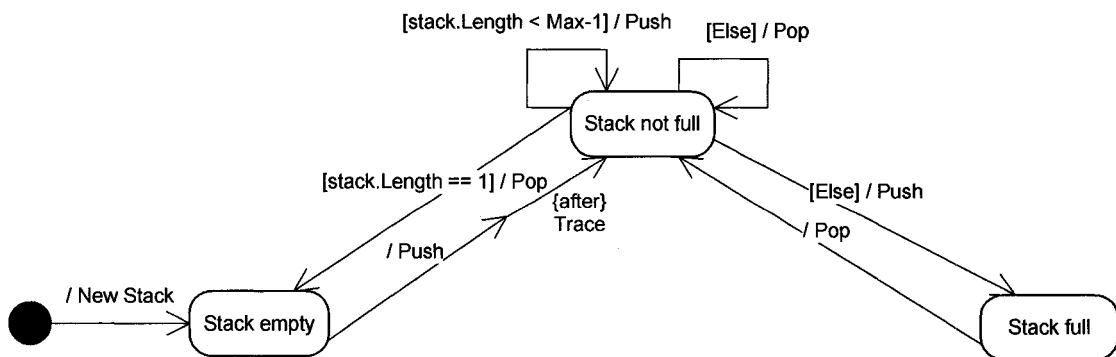 [stack.Length < Max-1] / Push
[Else] / Pop
Stack not full
[stack.Length == 1] / Pop
{after}
Trace
[Else] / Push
/ Push
/ Pop
/ New Stack
Stack empty
Stack full